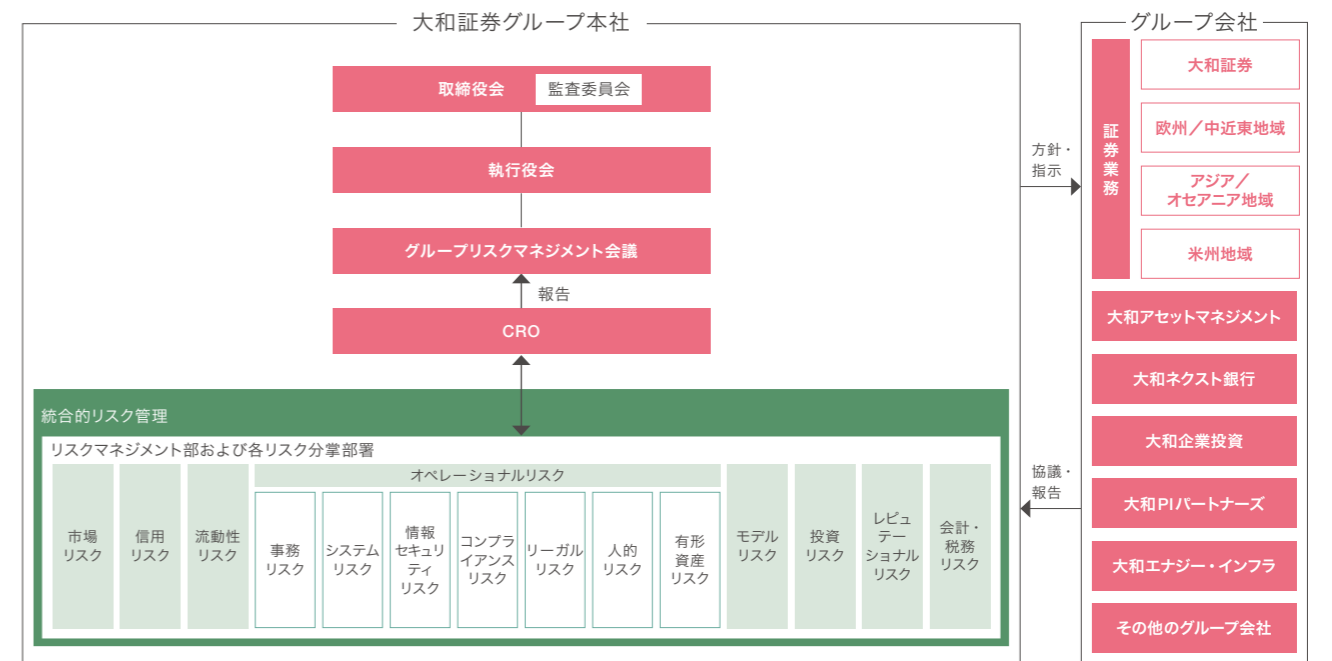 大和証券グループ本社
取締役会
監査委員会
執行役会
グループリスクマネジメント会議
報告
CRO
統合的リスク管理
リスクマネジメント部および各リスク分掌部署
市場
リスク
信用
リスク
流動性
リスク
オペレーショナルリスク
事務
リスク
システム
リスク
情報
セキュリ
ティ
リスク
コンプラ
イアンス
リスク
リーガル
リスク
人的
リスク
有形
資産
リスク
モデル
リスク
投資
リスク
レピュ
テー
ショナル
リスク
会計・
税務
リスク
方針・
指示
協議・
報告
グループ会社
証券業務
大和証券
欧州／中近東地域
アジア／
オセアニア地域
米州地域
大和アセットマネジメント
大和ネクスト銀行
大和企業投資
大和PIパートナーズ
大和エナジー・インフラ
その他のグループ会社